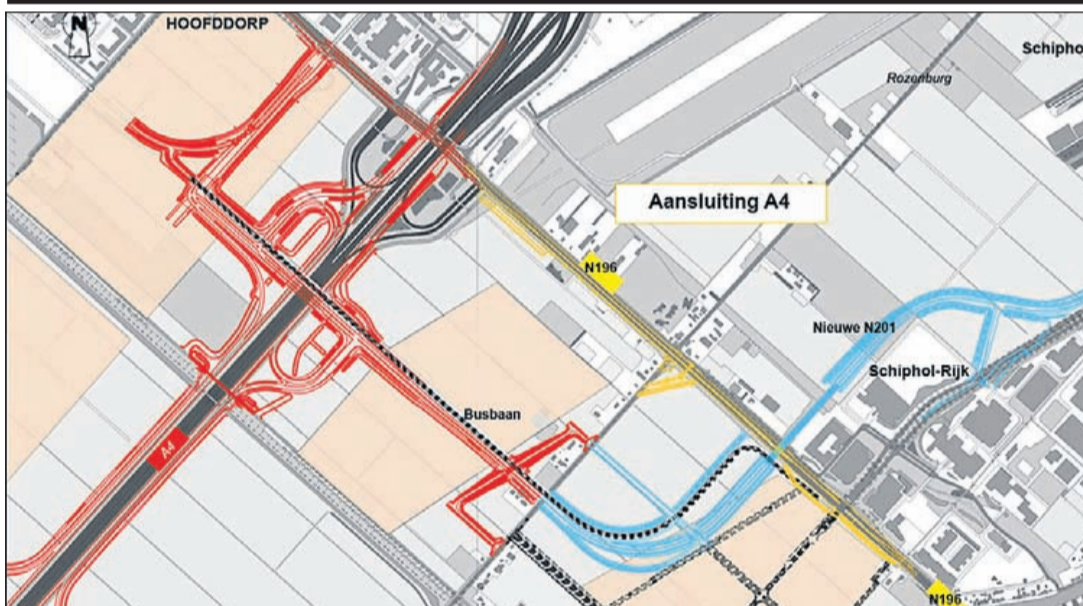 N
HOOFDDORP
Schipho
Rozenburg
Aansluiting A4
N196
Nieuwe N201
Schiphol-Rijk
Busbaan
A4
N196